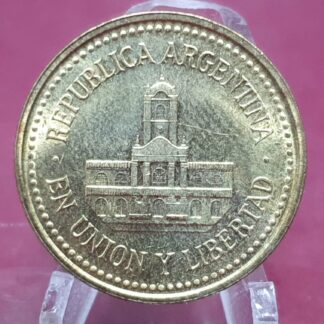 REPUBLICA ARGENTINA
EN UNION Y LIBERTAD